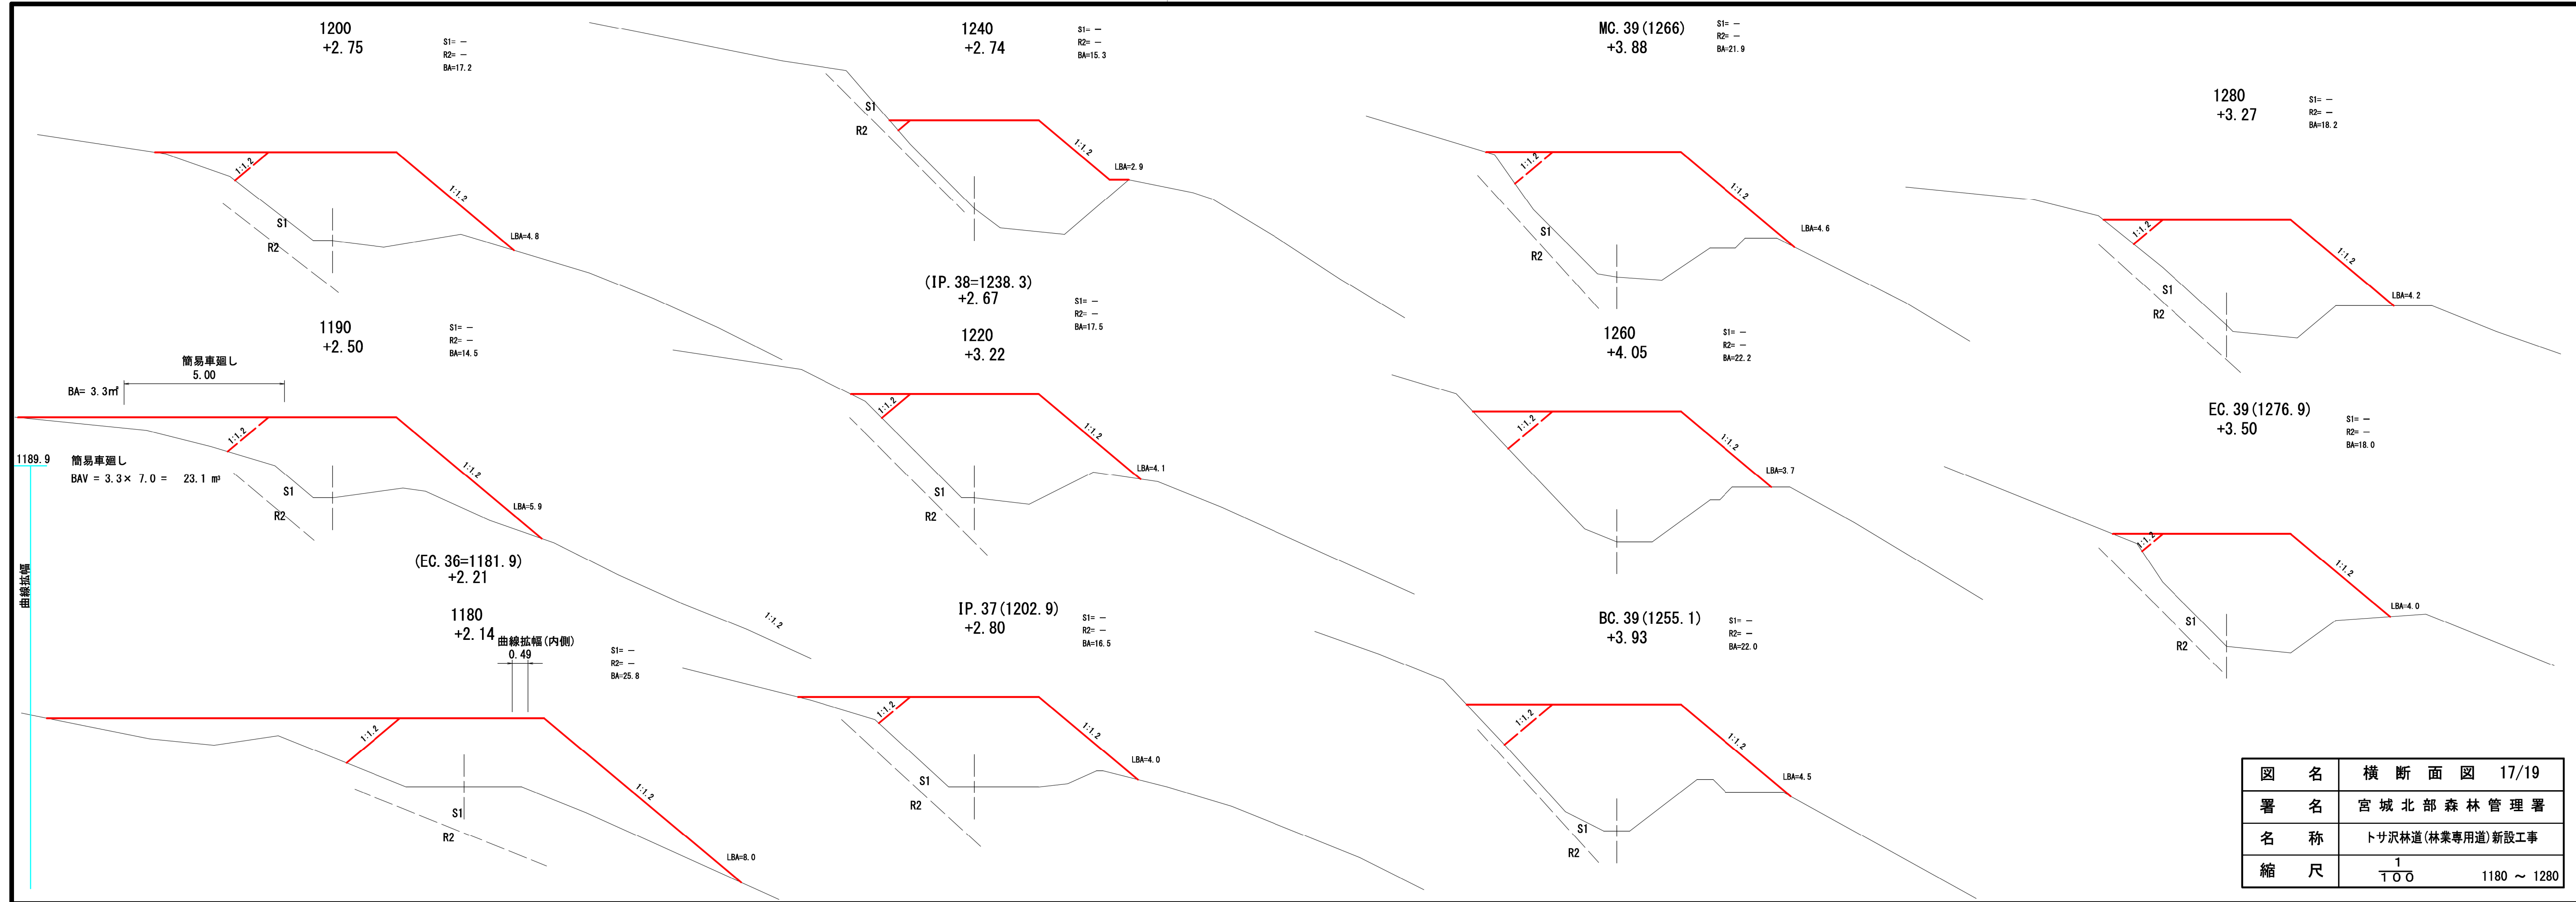 1200
+2.75
S1= —
R2= —
BA=17.2
1:1.2
1:1.2
S1
R2
LBA=4.8
1190
+2.50
S1= —
R2= —
BA=14.5
簡易車廻し
5.00
BA= 3.3㎡
1:1.2
1:1.2
S1
R2
LBA=5.9
1189.9
簡易車廻し
BAV = 3.3× 7.0 = 23.1 m³
曲線拡幅
(EC.36=1181.9)
+2.21
1:1.2
1180
+2.14
曲線拡幅(内側)
0.49
S1= —
R2= —
BA=25.8
1:1.2
1:1.2
S1
R2
LBA=8.0
1240
+2.74
S1= —
R2= —
BA=15.3
S1
R2
1:1.2
LBA=2.9
(IP.38=1238.3)
+2.67
S1= —
R2= —
BA=17.5
1220
+3.22
1:1.2
1:1.2
S1
R2
LBA=4.1
IP.37(1202.9)
+2.80
S1= —
R2= —
BA=16.5
1:1.2
1:1.2
S1
R2
LBA=4.0
MC.39(1266)
+3.88
S1= —
R2= —
BA=21.9
1:1.2
1:1.2
S1
R2
LBA=4.6
1260
+4.05
S1= —
R2= —
BA=22.2
1:1.2
1:1.2
LBA=3.7
BC.39(1255.1)
+3.93
S1= —
R2= —
BA=22.0
1:1.2
1:1.2
S1
R2
LBA=4.5
1280
+3.27
S1= —
R2= —
BA=18.2
1:1.2
1:1.2
S1
R2
LBA=4.2
EC.39(1276.9)
+3.50
S1= —
R2= —
BA=18.0
1:1.2
1:1.2
S1
R2
LBA=4.0
図名 横断面図 17/19
署名 宮城北部森林管理署
名称 トサ沢林道(林業専用道)新設工事
縮尺 1/100 1180 ～ 1280